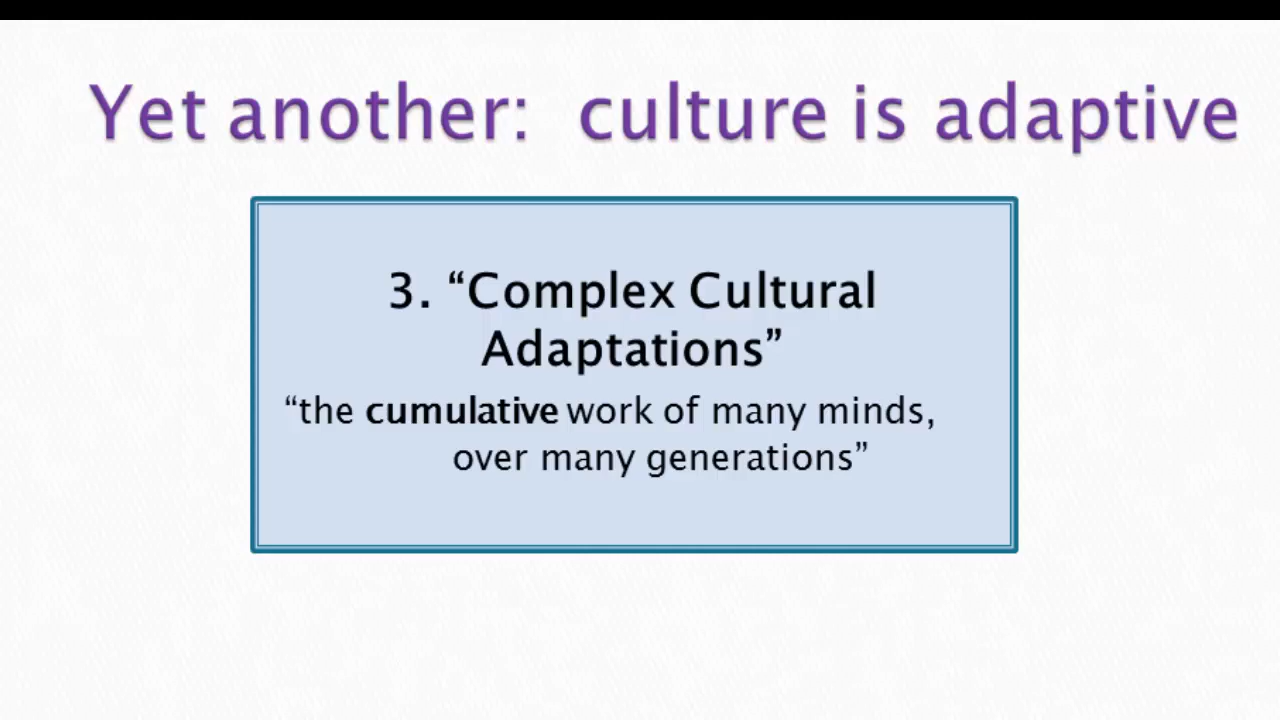 Yet another:  culture is adaptive
3. “Complex Cultural
Adaptations”
“the cumulative work of many minds,
over many generations”